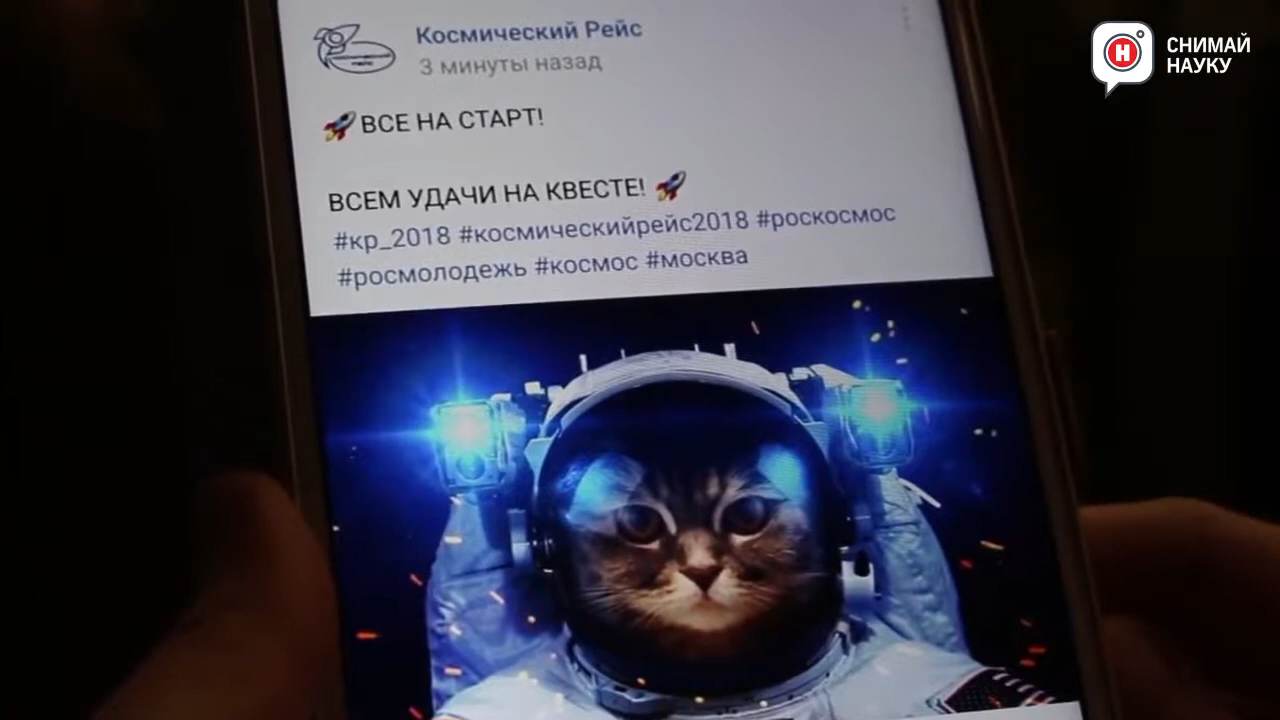 Космический Рейс
3 минуты назад
🚀ВСЕ НА СТАРТ!
ВСЕМ УДАЧИ НА КВЕСТЕ! 🚀
#кр_2018 #космическийрейс2018 #роскосмос
#росмолодежь #космос #москва
Н
СНИМАЙ
НАУКУ